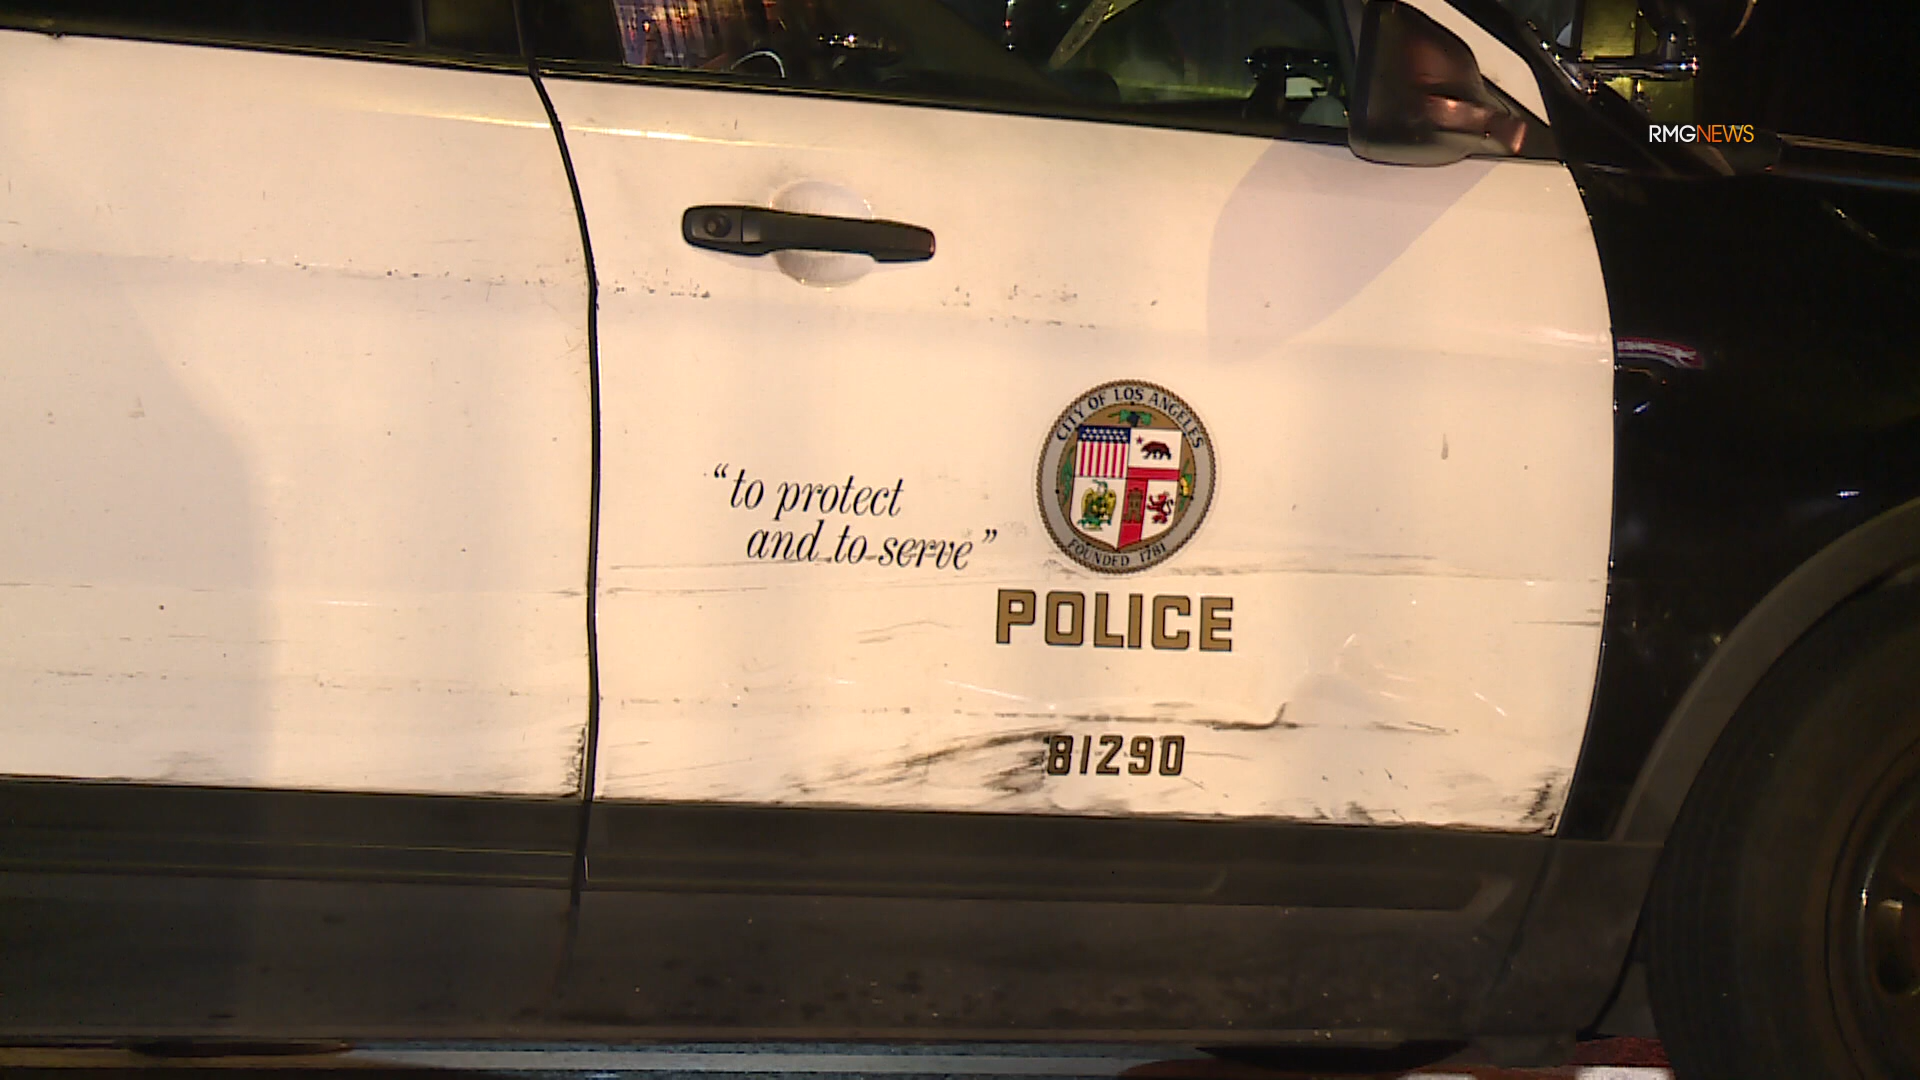 RMGNEWS
CITY OF LOS ANGELES
FOUNDED 1781
“to protect
and to serve”
POLICE
81290